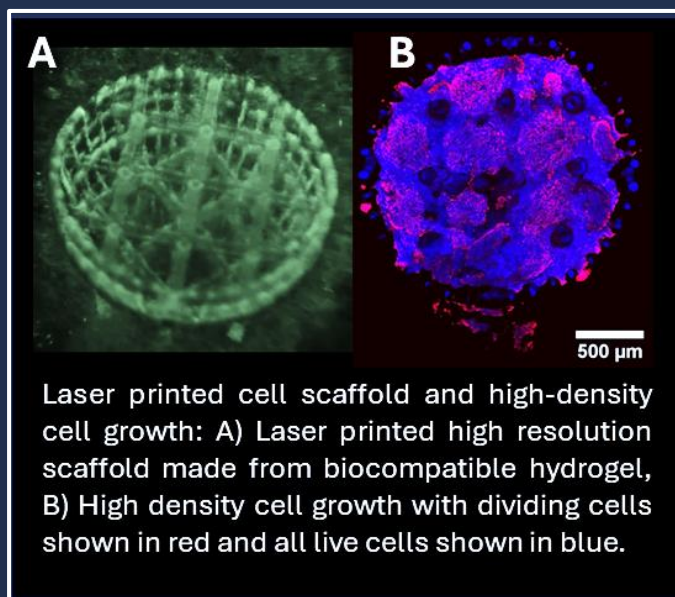 A
B
500 µm
Laser printed cell scaffold and high-density
cell growth: A) Laser printed high resolution
scaffold made from biocompatible hydrogel,
B) High density cell growth with dividing cells
shown in red and all live cells shown in blue.